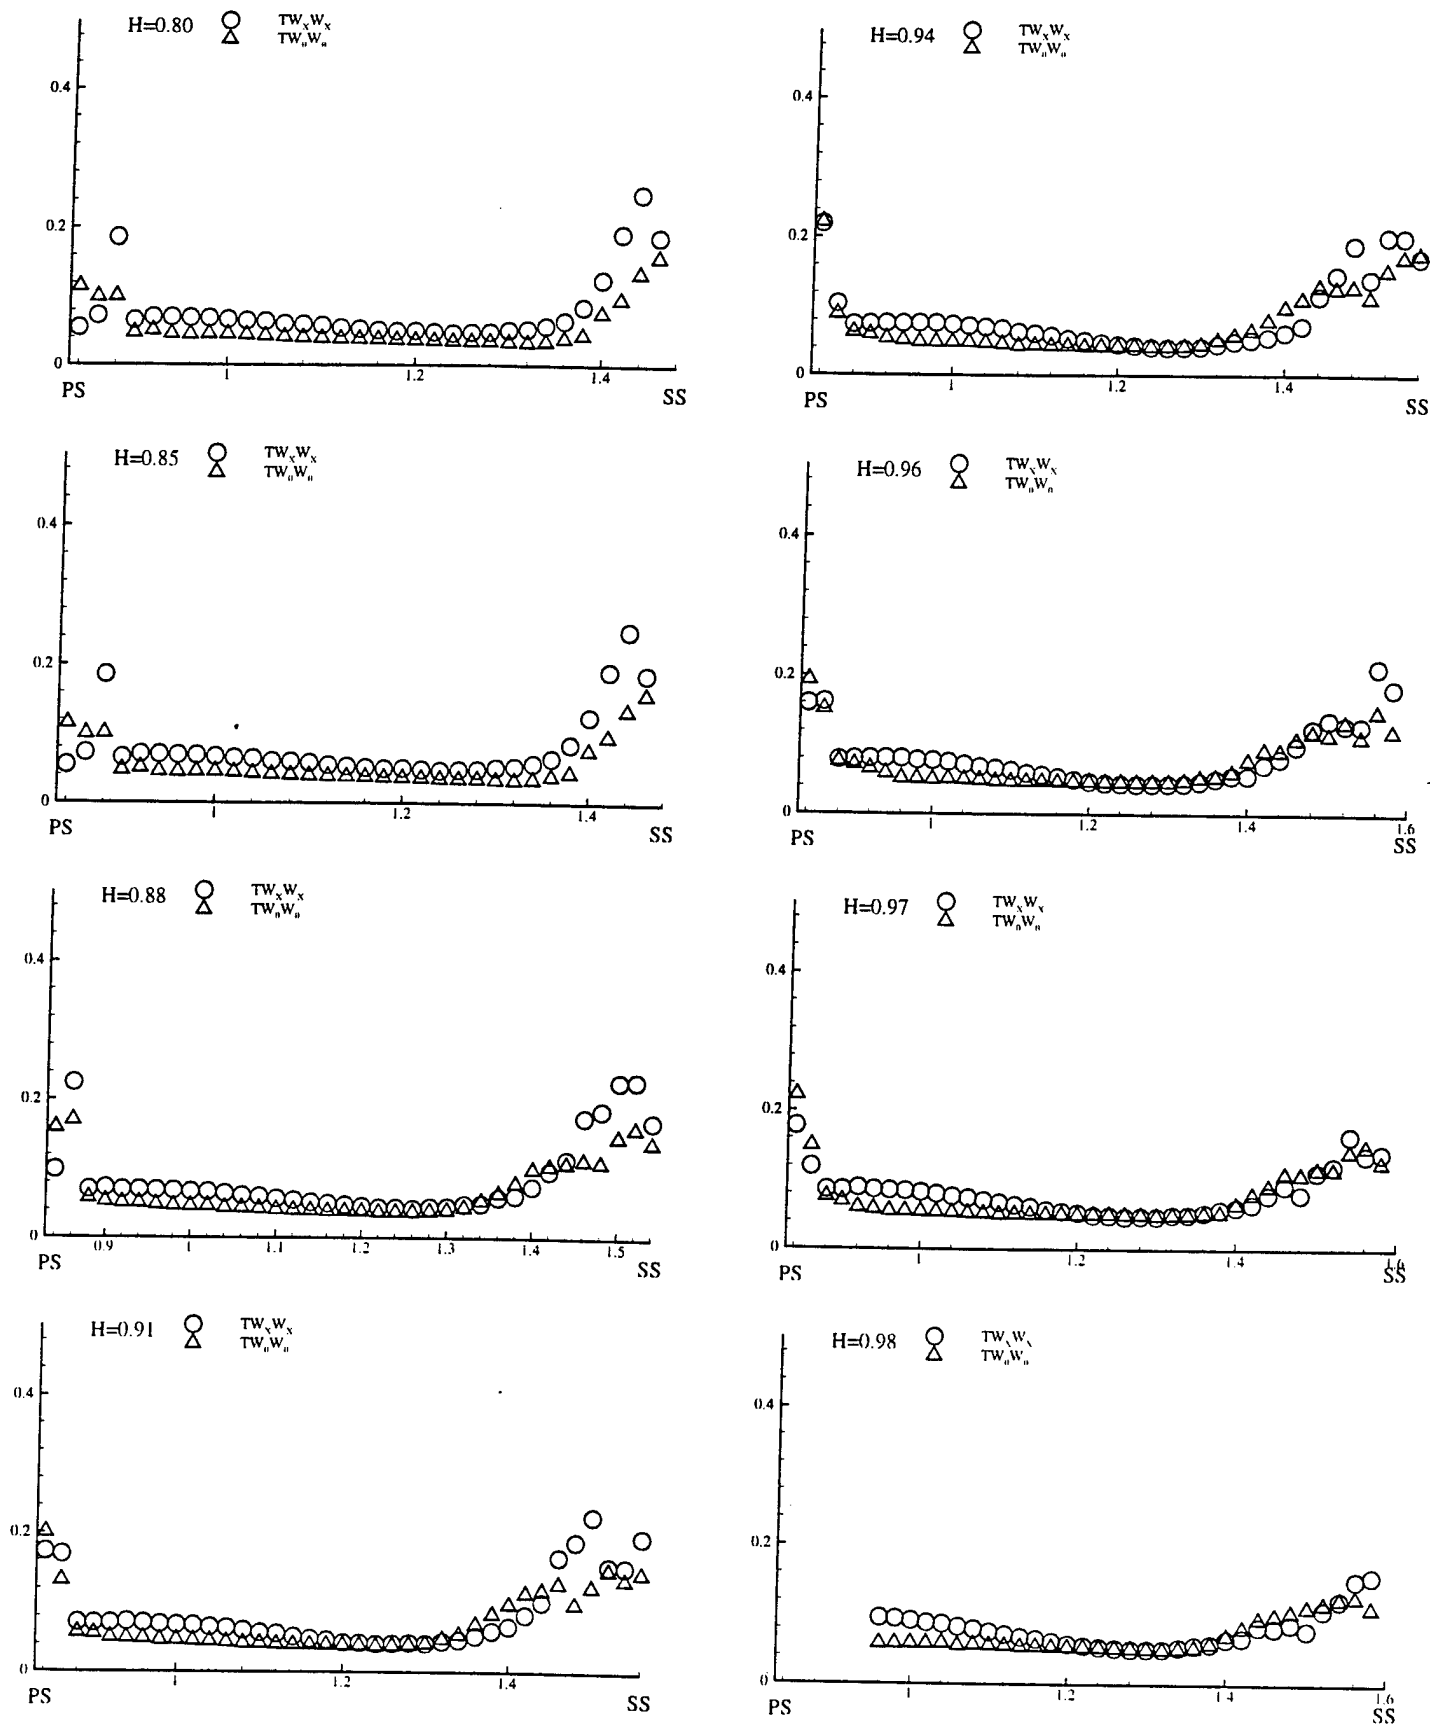 H=0.80 TWxWx
TWθWθ
0.4
0.2
0
1 1.2 1.4
PS SS
H=0.94 TWxWx
TWθWθ
0.4
0.2
0
1 1.2 1.4
PS SS
H=0.85 TWxWx
TWθWθ
0.4
0.2
0
1 1.2 1.4
PS SS
H=0.96 TWxWx
TWθWθ
0.4
0.2
0
1 1.2 1.4 1.6
PS SS
H=0.88 TWxWx
TWθWθ
0.4
0.2
0
0.9 1 1.1 1.2 1.3 1.4 1.5
PS SS
H=0.97 TWxWx
TWθWθ
0.4
0.2
0
1 1.2 1.4 1.6
PS SS
H=0.91 TWxWx
TWθWθ
0.4
0.2
0
1 1.2 1.4
PS SS
H=0.98 TWxWx
TWθWθ
0.4
0.2
0
1 1.2 1.4 1.6
PS SS